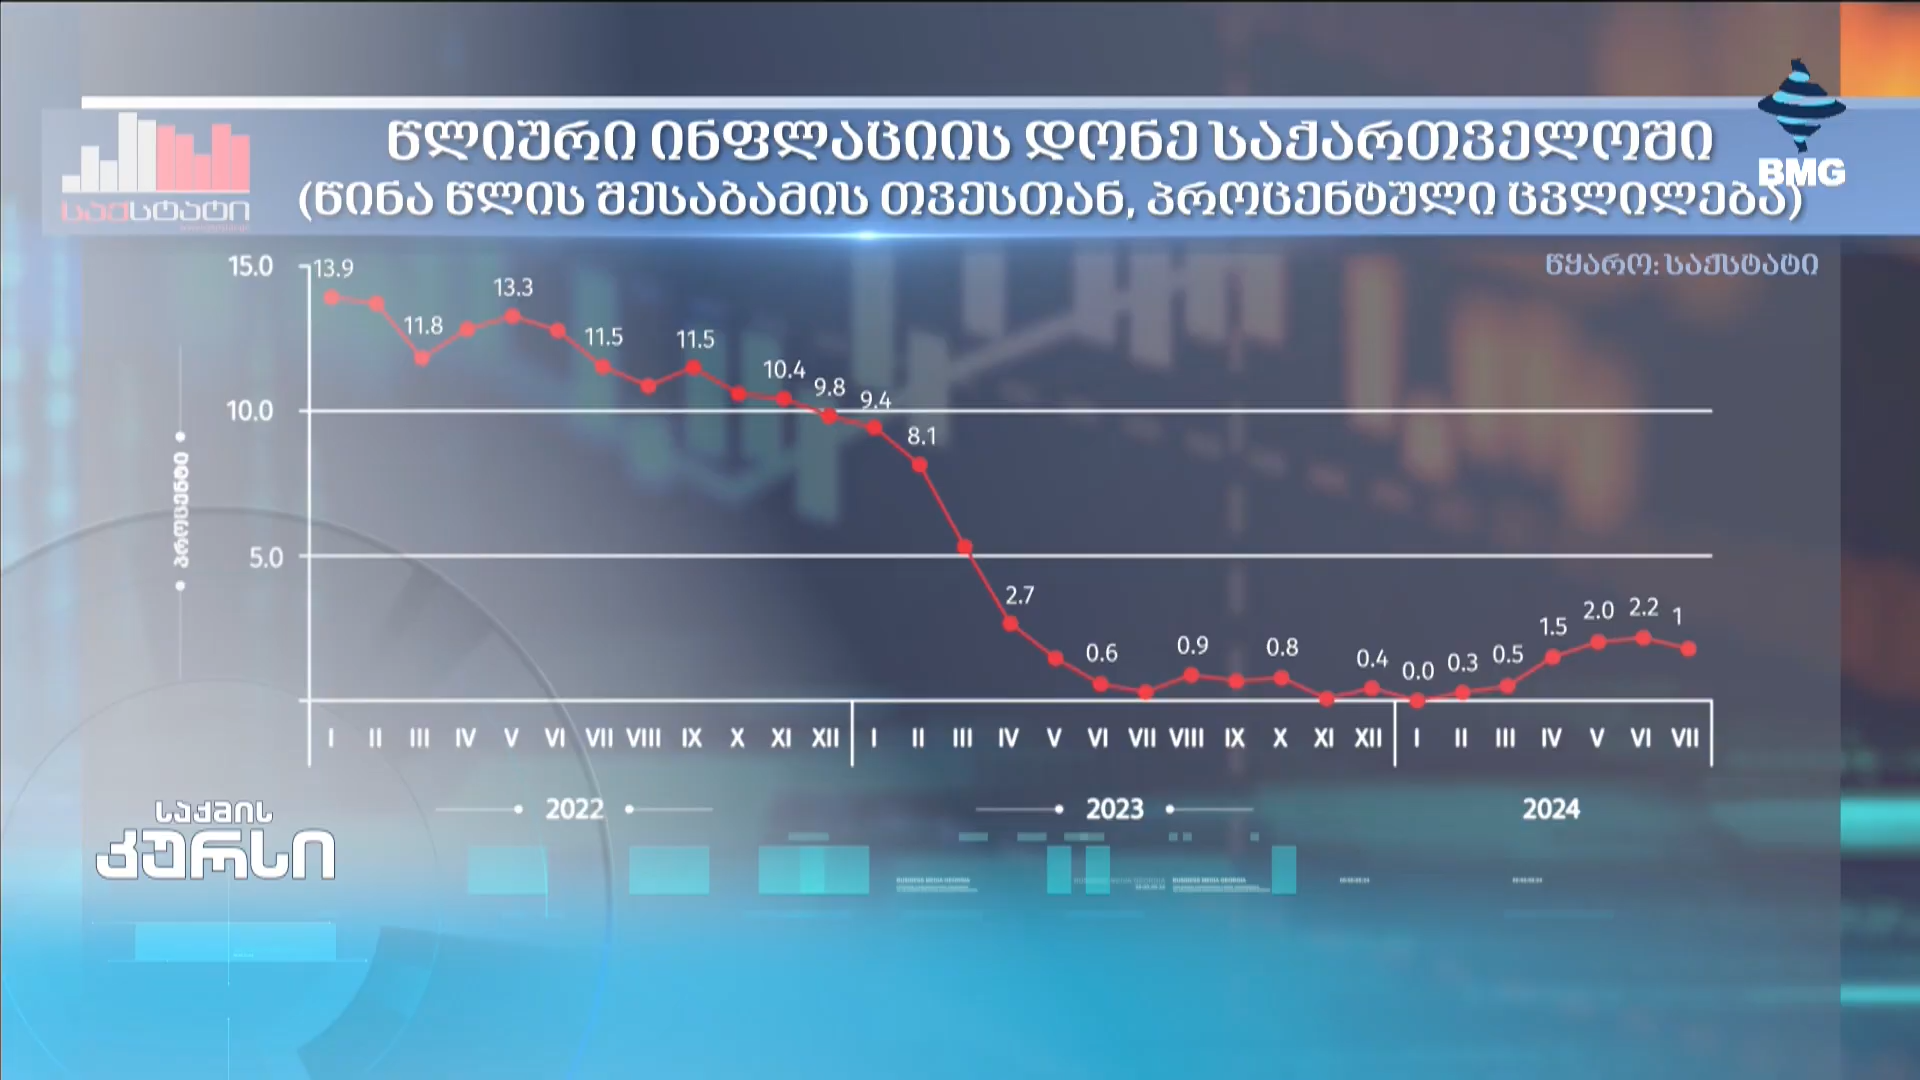 წლიური ინფლაციის დონე საქართველოში
BMG
(წინა წლის შესაბამის თვესთან, პროცენტული ცვლილება)
საქსტატი
წყარო: საქსტატი
15.0
10.0
5.0
პროცენტი
13.9
11.8
13.3
11.5
11.5
10.4
9.8
9.4
8.1
2.7
0.6
0.9
0.8
0.4
0.0
0.3
0.5
1.5
2.0
2.2
1
I II III IV V VI VII VIII IX X XI XII I II III IV V VI VII VIII IX X XI XII I II III IV V VI VII
2022 2023 2024
საქმის
კურსი